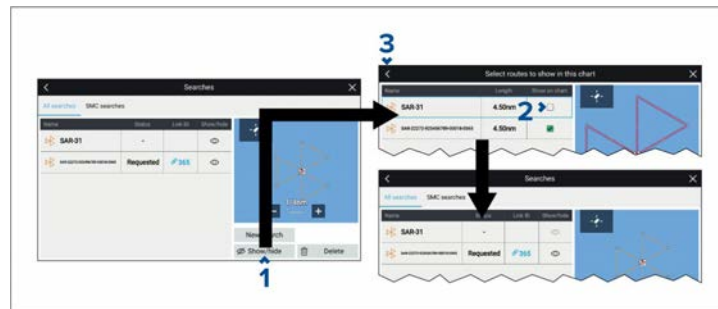 Searches
All searches SMC searches
Name Status Link ID Show/hide
SAR-31 -
Requested 365
New
Show/hide Delete
1
3
Select routes to show in this chart
Name Length Show on chart
SAR-31 4.50nm
2
4.50nm
Searches
All searches SMC searches
Name Link ID Show/hide
SAR-31 -
Requested 365